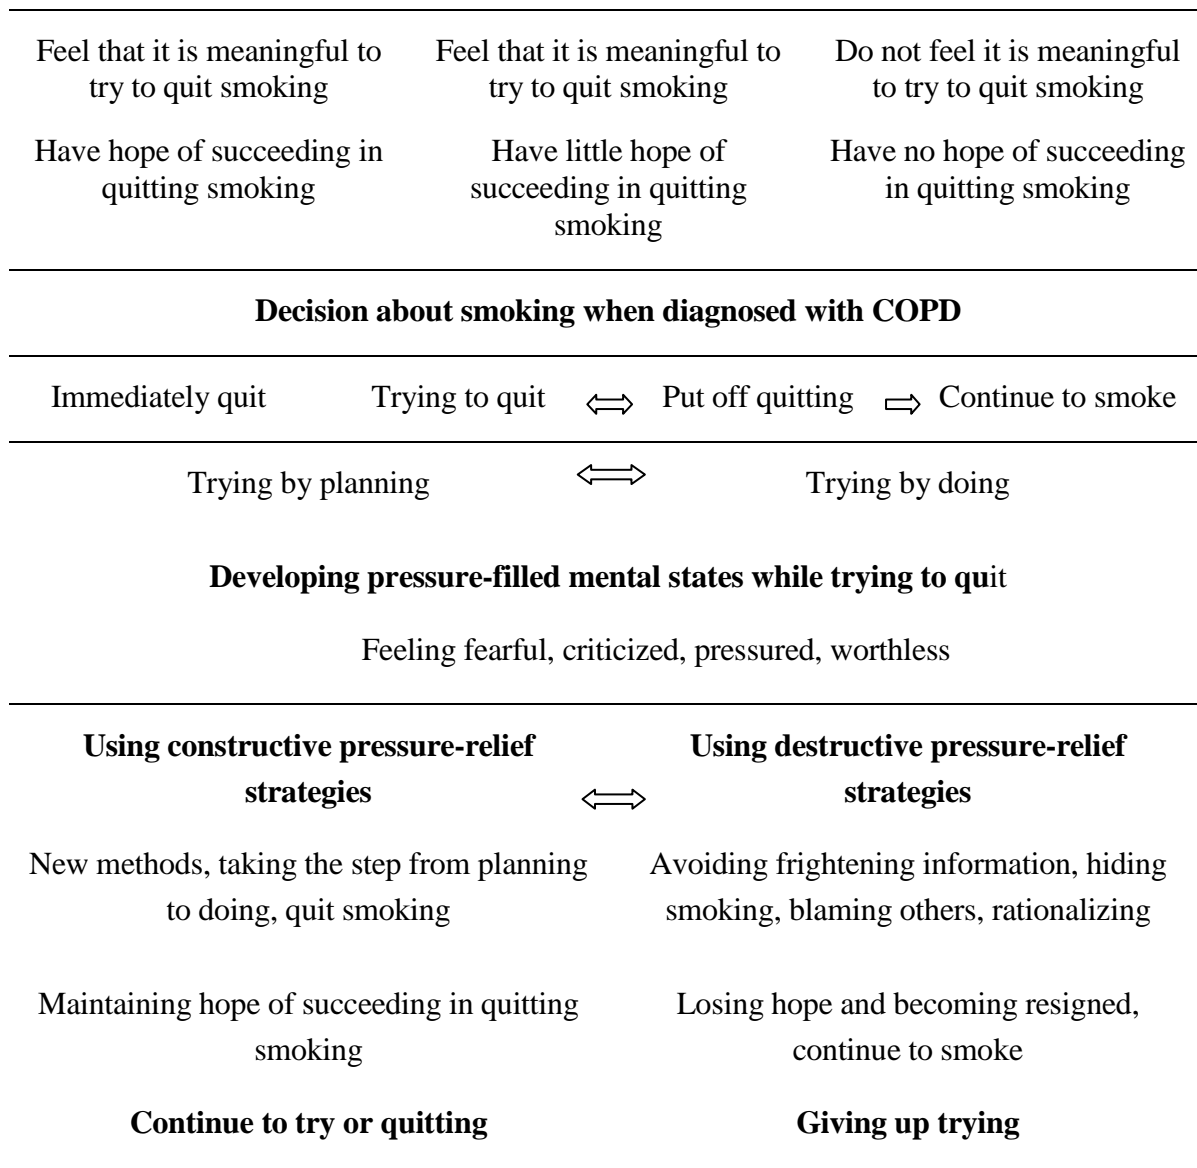 Feel that it is meaningful to
try to quit smoking
Have hope of succeeding in
quitting smoking
Feel that it is meaningful to
try to quit smoking
Have little hope of
succeeding in quitting
smoking
Do not feel it is meaningful
to try to quit smoking
Have no hope of succeeding
in quitting smoking
Decision about smoking when diagnosed with COPD
Immediately quit Trying to quit ⇔ Put off quitting ⇨ Continue to smoke
Trying by planning ⇔ Trying by doing
Developing pressure-filled mental states while trying to quit
Feeling fearful, criticized, pressured, worthless
Using constructive pressure-relief
strategies
⇔
Using destructive pressure-relief
strategies
New methods, taking the step from planning
to doing, quit smoking
Avoiding frightening information, hiding
smoking, blaming others, rationalizing
Maintaining hope of succeeding in quitting
smoking
Losing hope and becoming resigned,
continue to smoke
Continue to try or quitting
Giving up trying